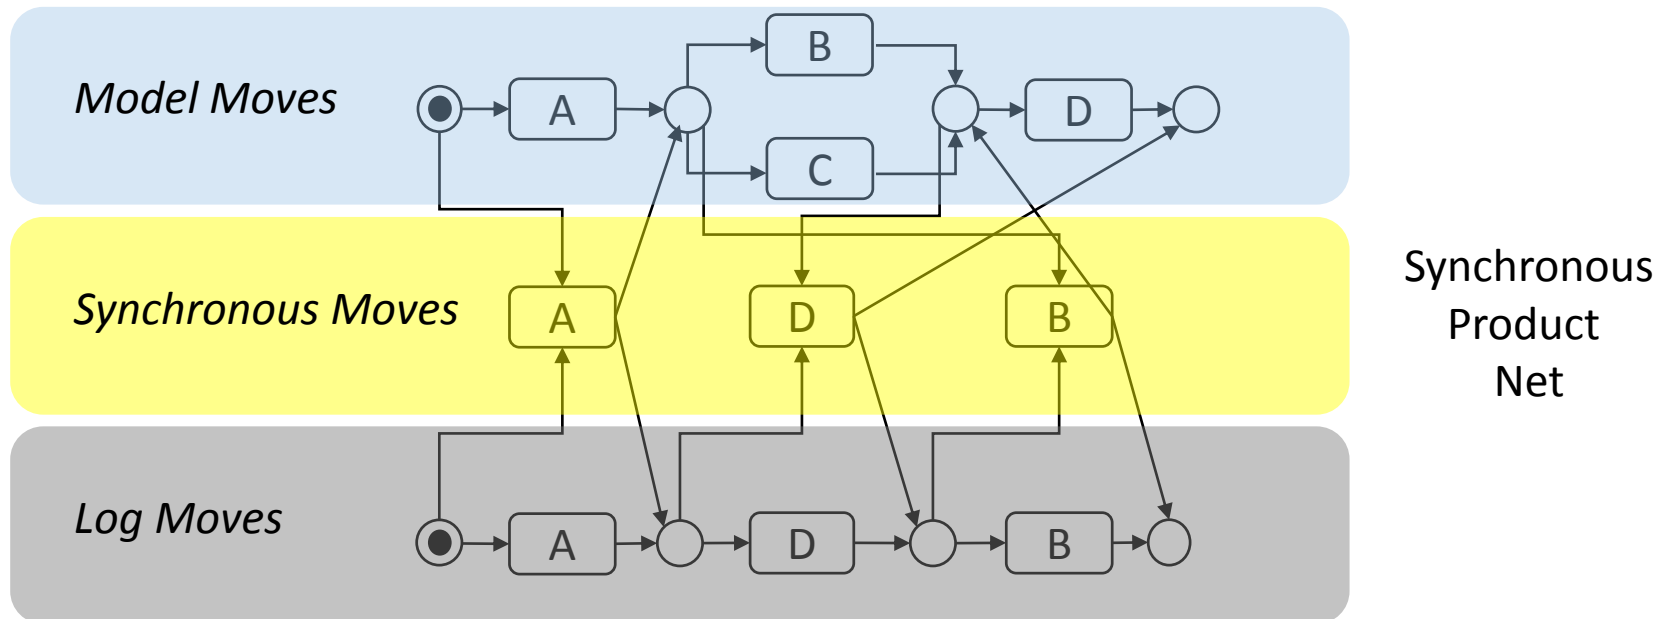 B
Model Moves
A
D
C
Synchronous Moves
A
D
B
Synchronous
Product
Net
Log Moves
A
D
B